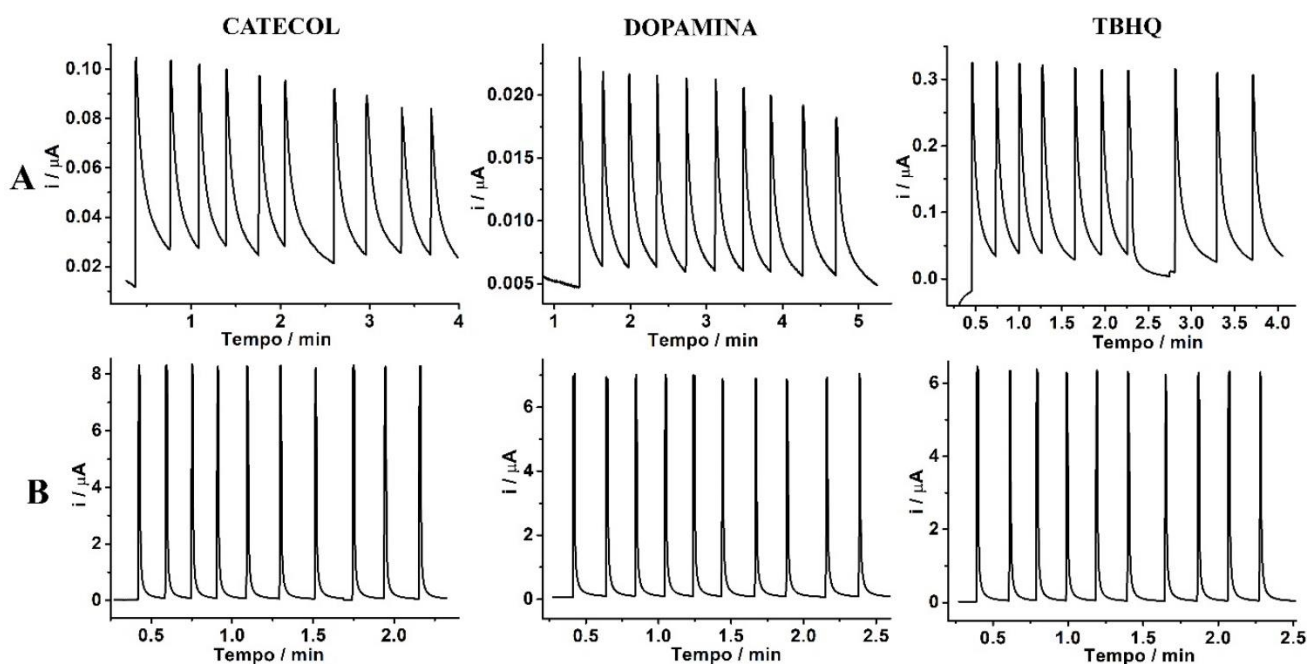 CATECOL
DOPAMINA
TBHQ
A
i / μA
0.10
0.08
0.06
0.04
0.02
1 2 3 4
Tempo / min
i / μA
0.020
0.015
0.010
0.005
1 2 3 4 5
Tempo / min
i / μA
0.3
0.2
0.1
0.0
0.5 1.0 1.5 2.0 2.5 3.0 3.5 4.0
Tempo / min
B
i / μA
8
6
4
2
0
0.5 1.0 1.5 2.0
Tempo / min
i / μA
6
4
2
0
0.5 1.0 1.5 2.0 2.5
Tempo / min
i / μA
6
4
2
0
0.5 1.0 1.5 2.0 2.5
Tempo / min